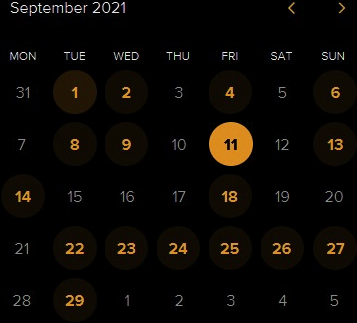 September 2021
MON TUE WED THU FRI SAT SUN
31 1 2 3 4 5 6
7 8 9 10 11 12 13
14 15 16 17 18 19 20
21 22 23 24 25 26 27
28 29 1 2 3 4 5